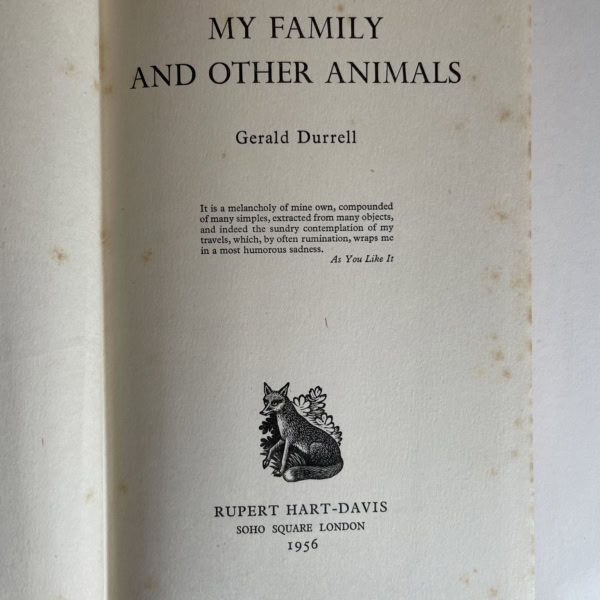 MY FAMILY
AND OTHER ANIMALS
Gerald Durrell
It is a melancholy of mine own, compounded
of many simples, extracted from many objects,
and indeed the sundry contemplation of my
travels, which, by often rumination, wraps me
in a most humorous sadness.
As You Like It
RUPERT HART-DAVIS
SOHO SQUARE LONDON
1956